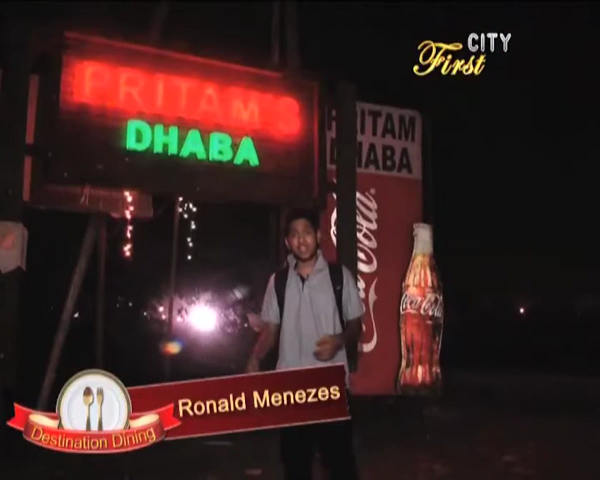 CITY
First
PRITAM'S
DHABA
PRITAM
DHABA
Coca-Cola
Coca-Cola
Ronald Menezes
Destination Dining